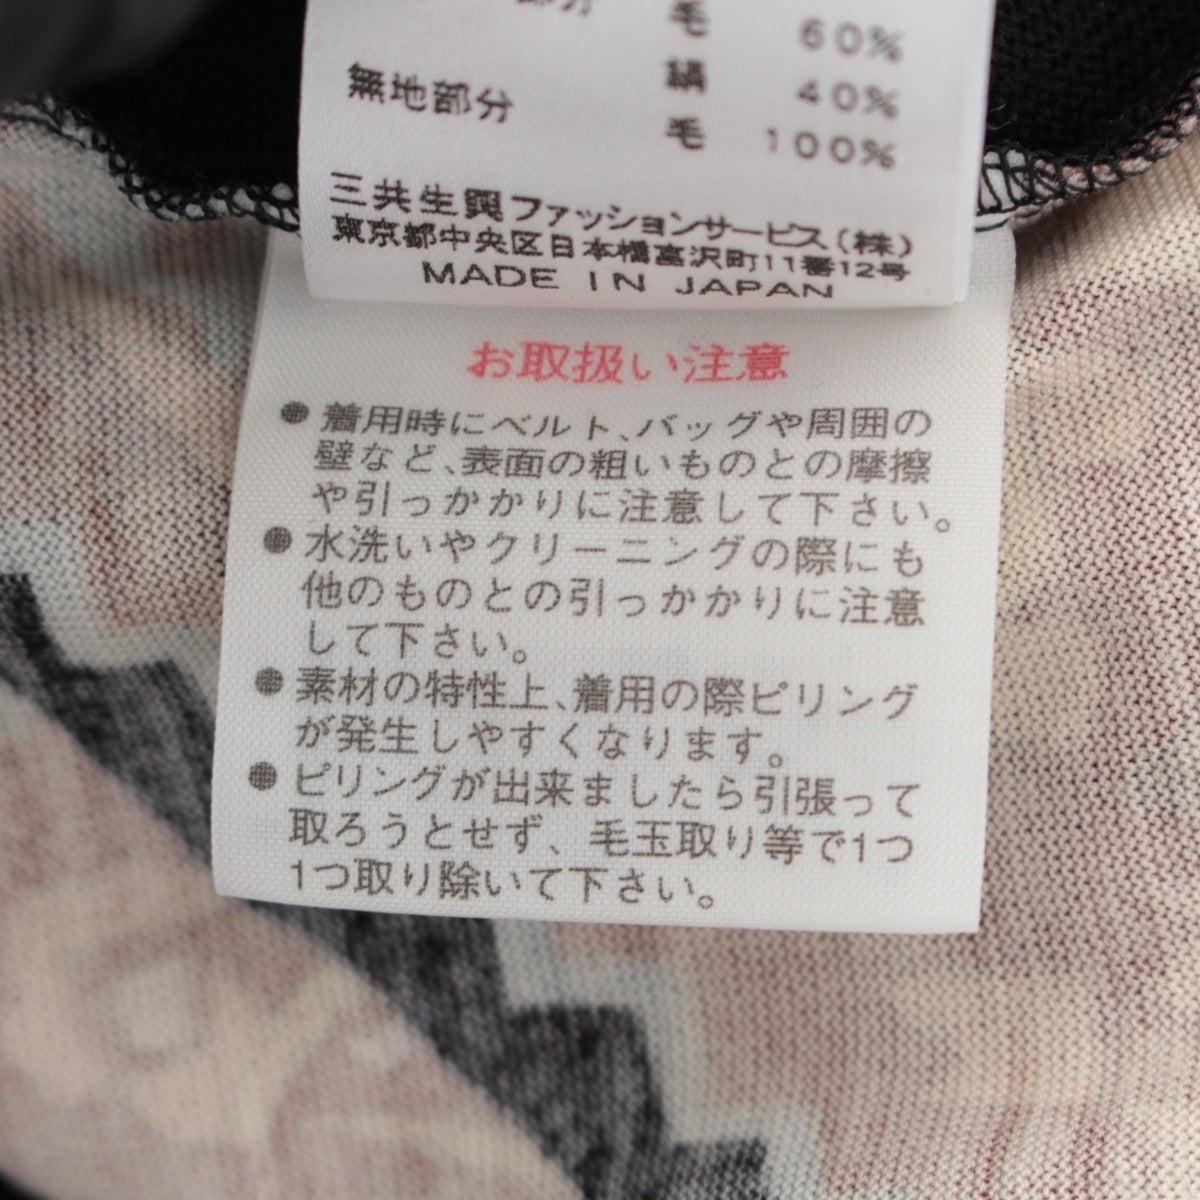 部分 毛 60%
絹 40%
無地部分 毛 100%
三共生興ファッションサービス(株)
東京都中央区日本橋富沢町11番12号
MADE IN JAPAN
お取扱い注意
●着用時にベルト、バッグや周囲の
壁など、表面の粗いものとの摩擦
や引っかかりに注意して下さい。
●水洗いやクリーニングの際にも
他のものとの引っかかりに注意
して下さい。
●素材の特性上、着用の際ピリング
が発生しやすくなります。
●ピリングが出来ましたら引張って
取ろうとせず、毛玉取り等で1つ
1つ取り除いて下さい。